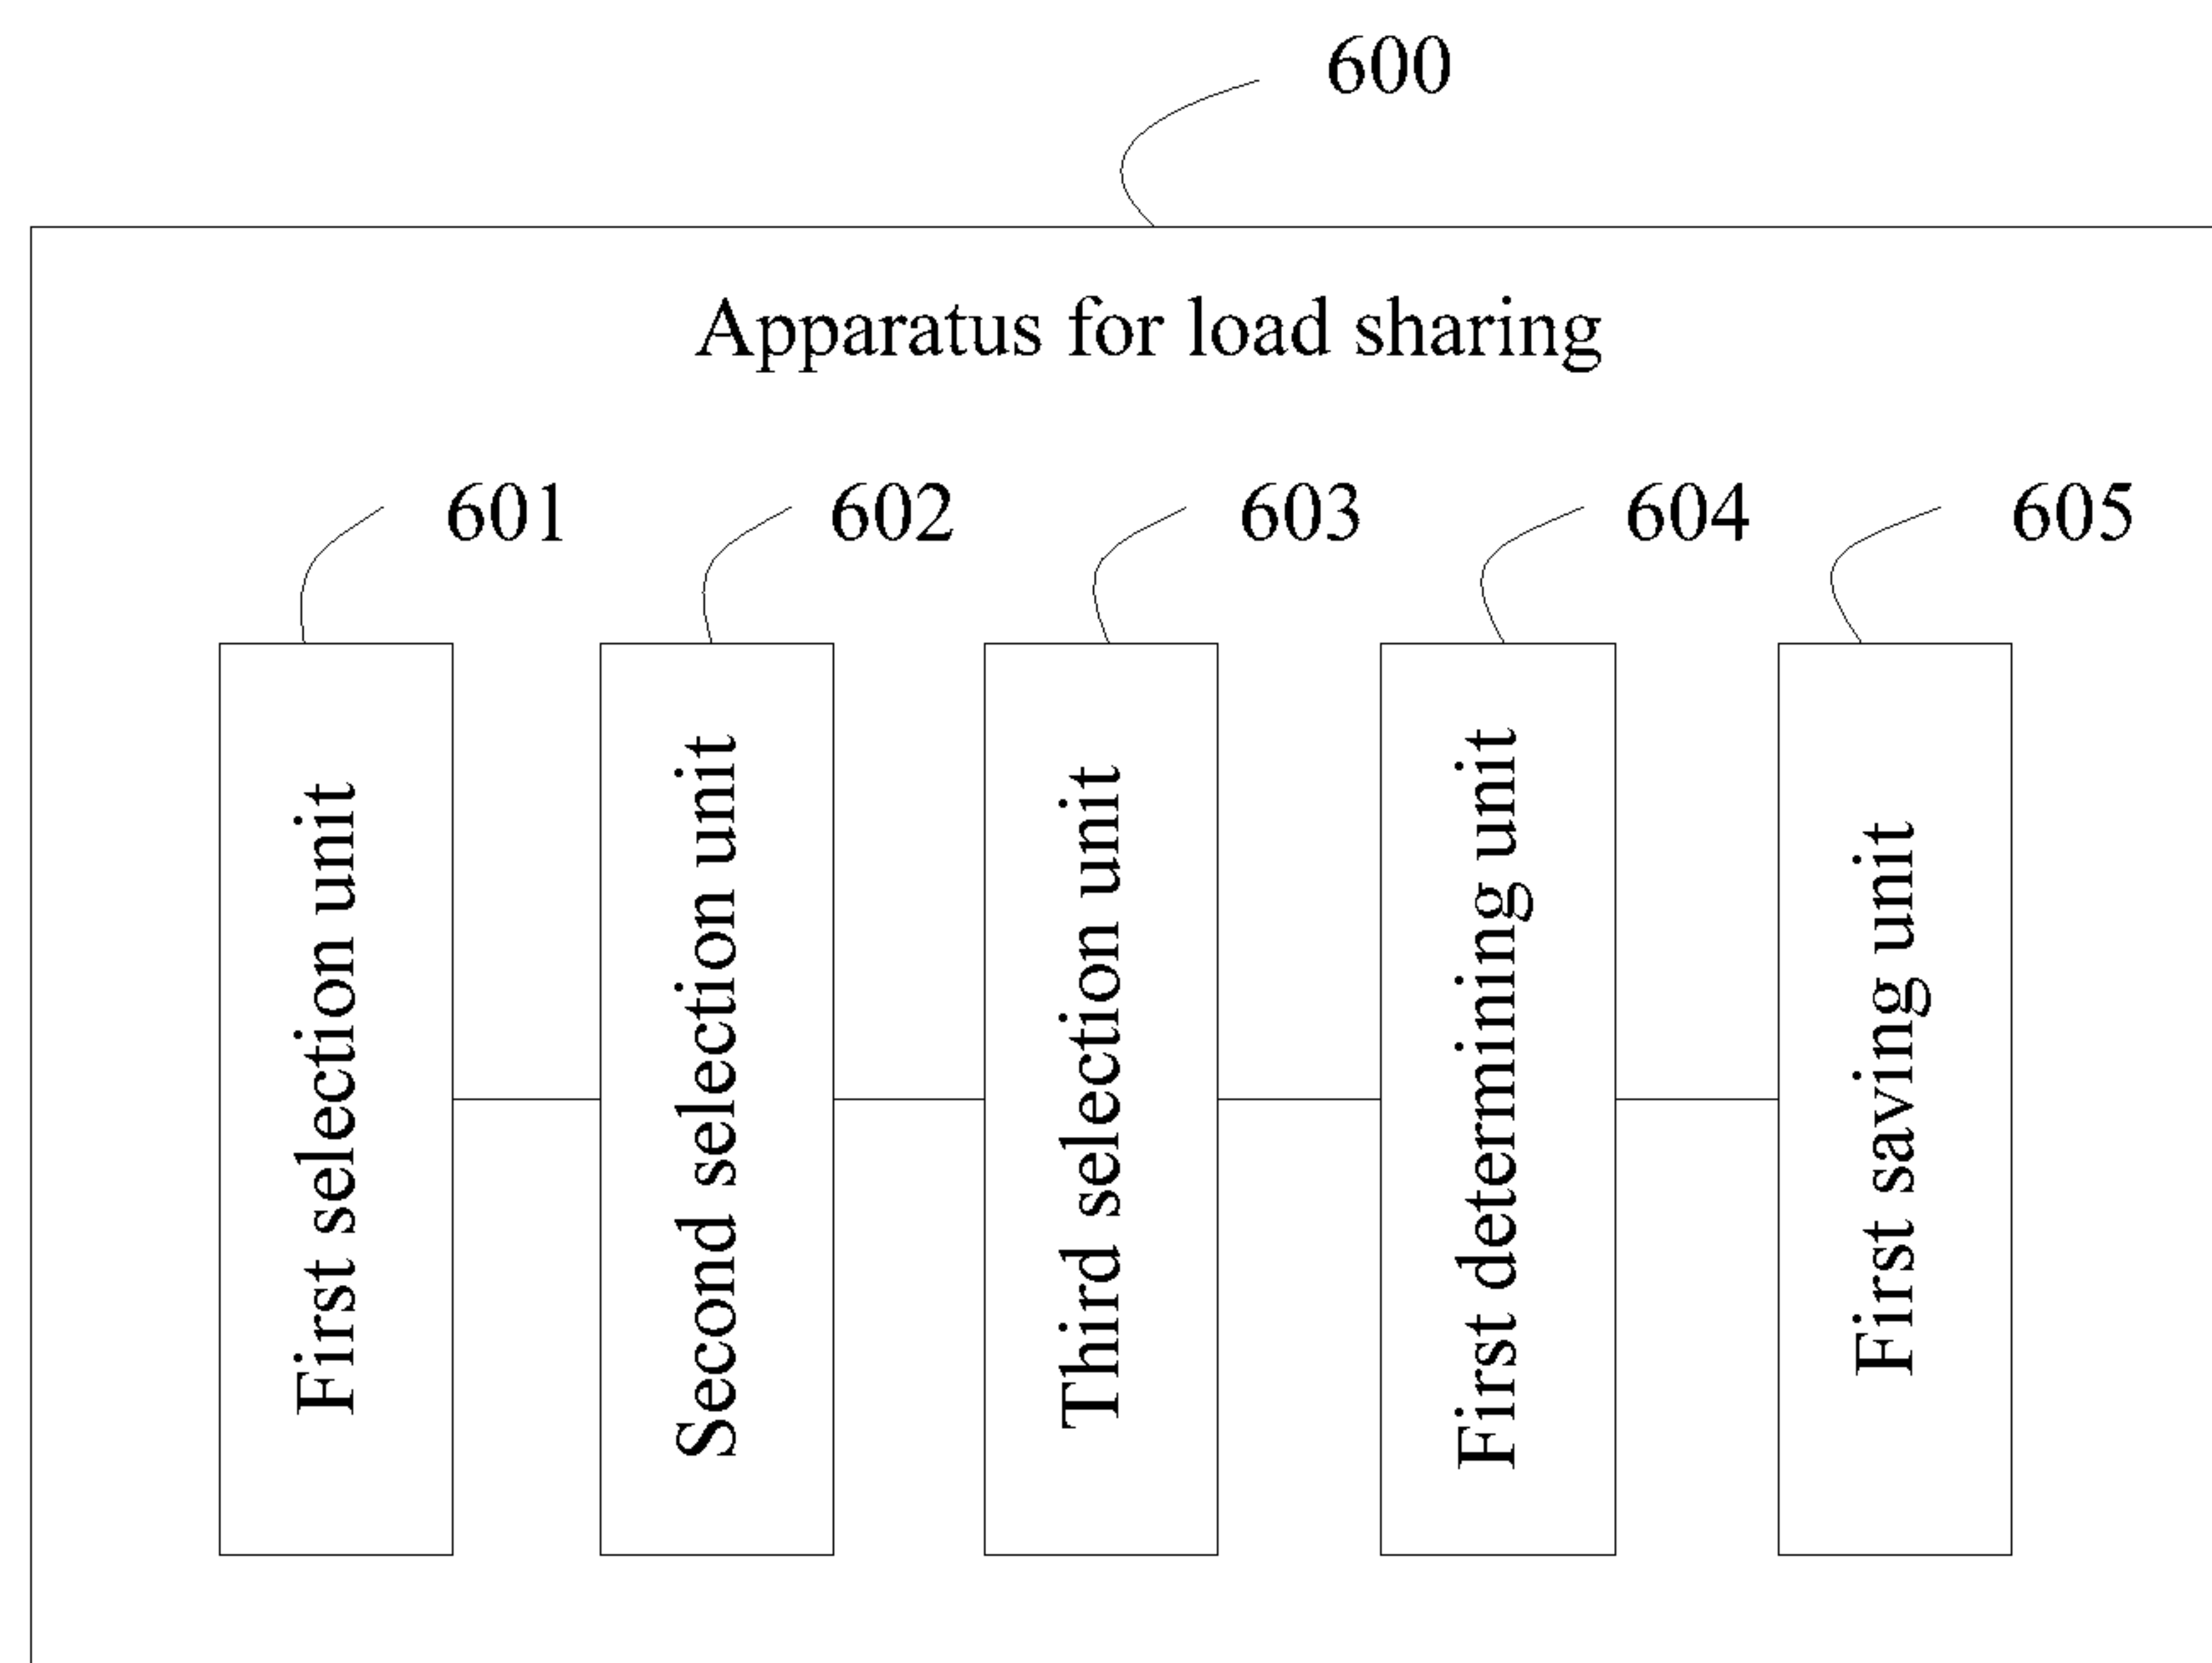 600
Apparatus for load sharing
601
602
603
604
605
First selection unit
Second selection unit
Third selection unit
First determining unit
First saving unit